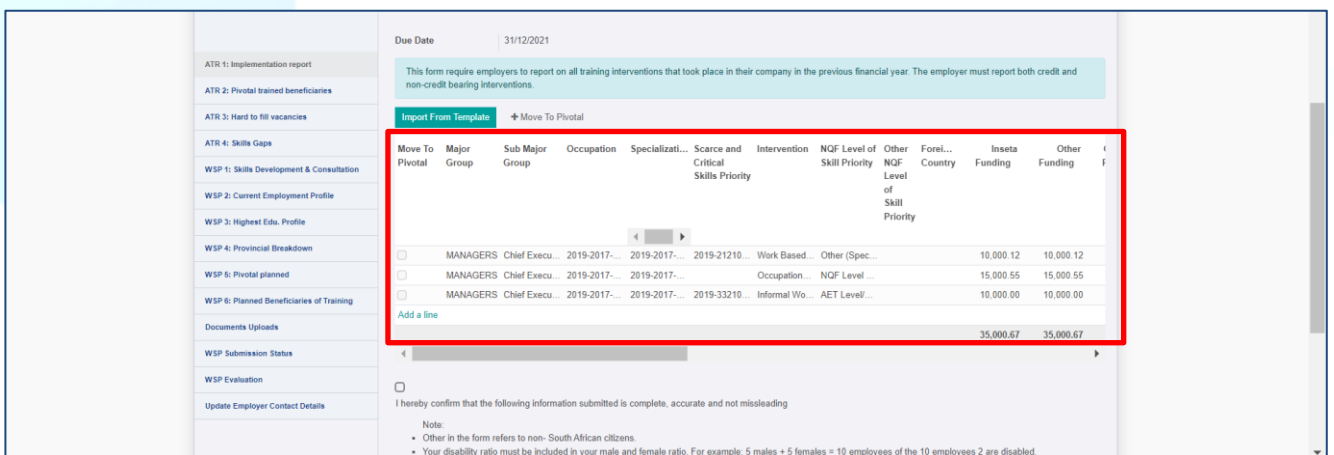 Due Date 31/12/2021
ATR 1: Implementation report
ATR 2: Pivotal trained beneficiaries
ATR 3: Hard to fill vacancies
ATR 4: Skills Gaps
WSP 1: Skills Development & Consultation
WSP 2: Current Employment Profile
WSP 3: Highest Edu. Profile
WSP 4: Provincial Breakdown
WSP 5: Pivotal planned
WSP 6: Planned Beneficiaries of Training
Documents Uploads
WSP Submission Status
WSP Evaluation
Update Employer Contact Details
This form require employers to report on all training interventions that took place in their company in the previous financial year. The employer must report both credit and
non-credit bearing interventions.
Import From Template + Move To Pivotal
Move To Major Sub Major Occupation Specializati... Scarce and Intervention NQF Level of Other Forei... Inseta Other
Pivotal Group Group Critical Skill Priority NQF Country Funding Funding
Skills Priority Level
of
Skill
Priority
MANAGERS Chief Execu... 2019-2017-... 2019-2017-... 2019-21210... Work Based... Other (Spec... 10,000.12 10,000.12
MANAGERS Chief Execu... 2019-2017-... 2019-2017-... Occupation... NQF Level ... 15,000.55 15,000.55
MANAGERS Chief Execu... 2019-2017-... 2019-2017-... 2019-33210... Informal Wo... AET Level/... 10,000.00 10,000.00
Add a line
35,000.67 35,000.67
I hereby confirm that the following information submitted is complete, accurate and not missleading
Note:
• Other in the form refers to non- South African citizens.
• Your disability ratio must be included in your male and female ratio. For example: 5 males + 5 females = 10 employees of the 10 employees 2 are disabled.